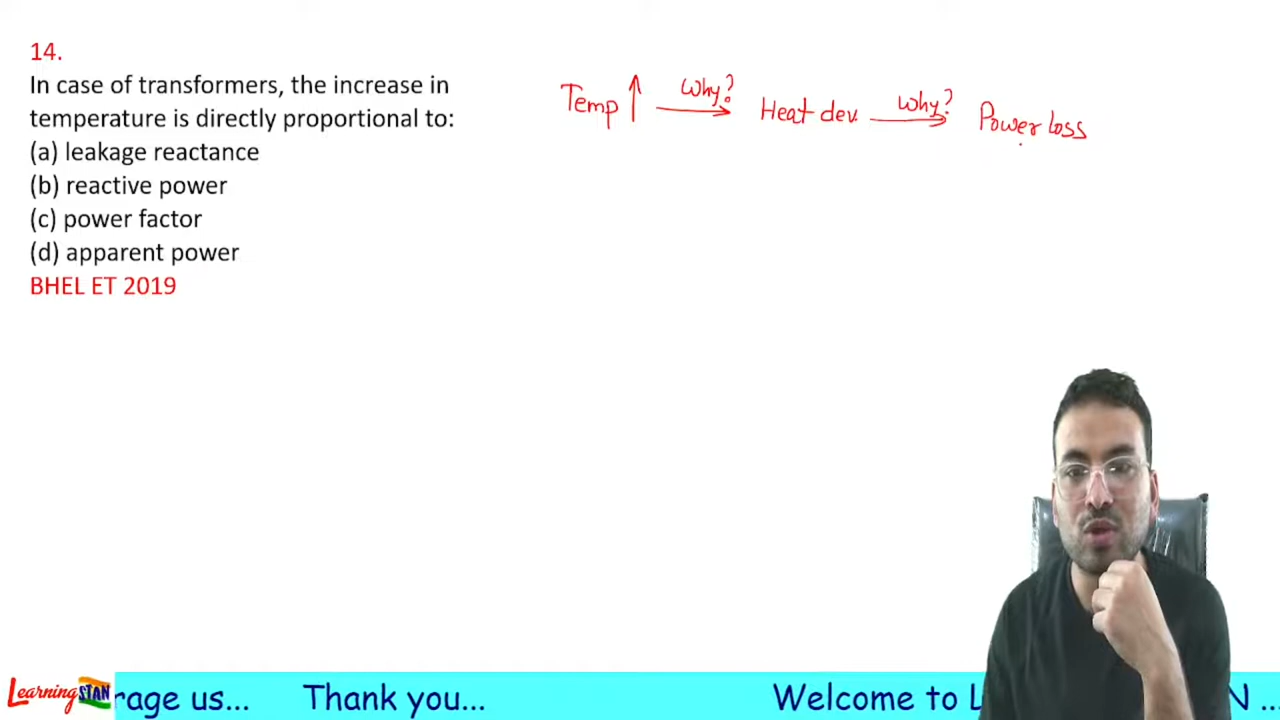 14.
In case of transformers, the increase in
temperature is directly proportional to:
(a) leakage reactance
(b) reactive power
(c) power factor
(d) apparent power
BHEL ET 2019
Temp ↑ Why? → Heat dev. Why? → Power loss
LearningSTAN
rage us... Thank you... Welcome to L N ...